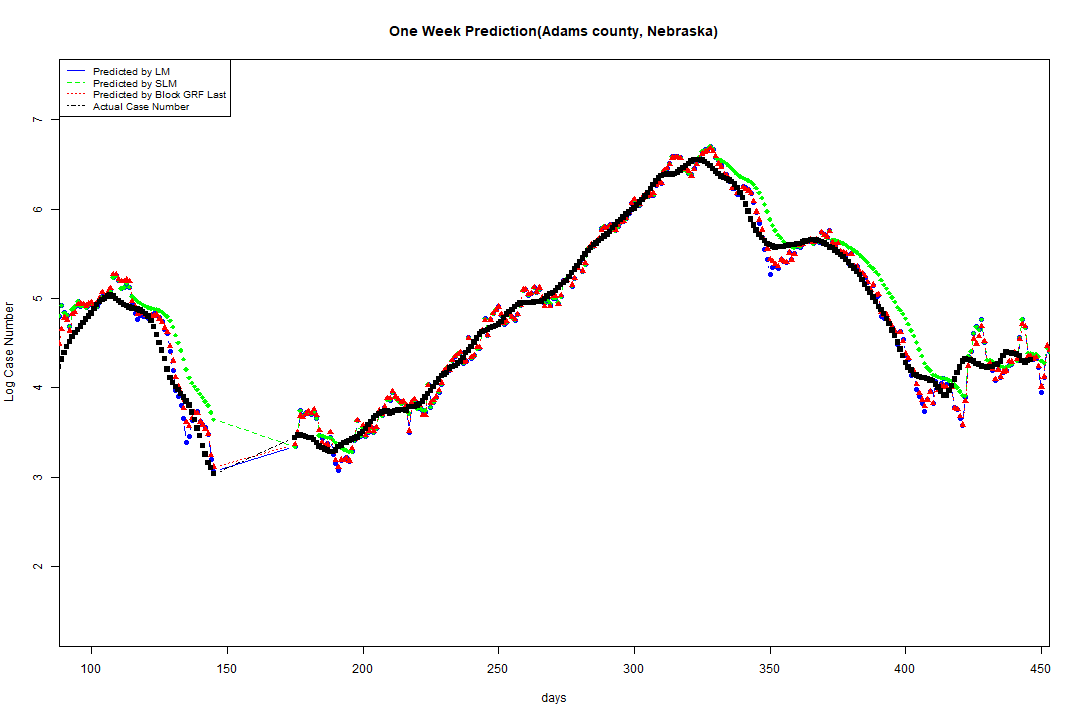 One Week Prediction(Adams county, Nebraska)
Predicted by LM
Predicted by SLM
Predicted by Block GRF Last
Actual Case Number
Log Case Number
7
6
5
4
3
2
100 150 200 250 300 350 400 450
days